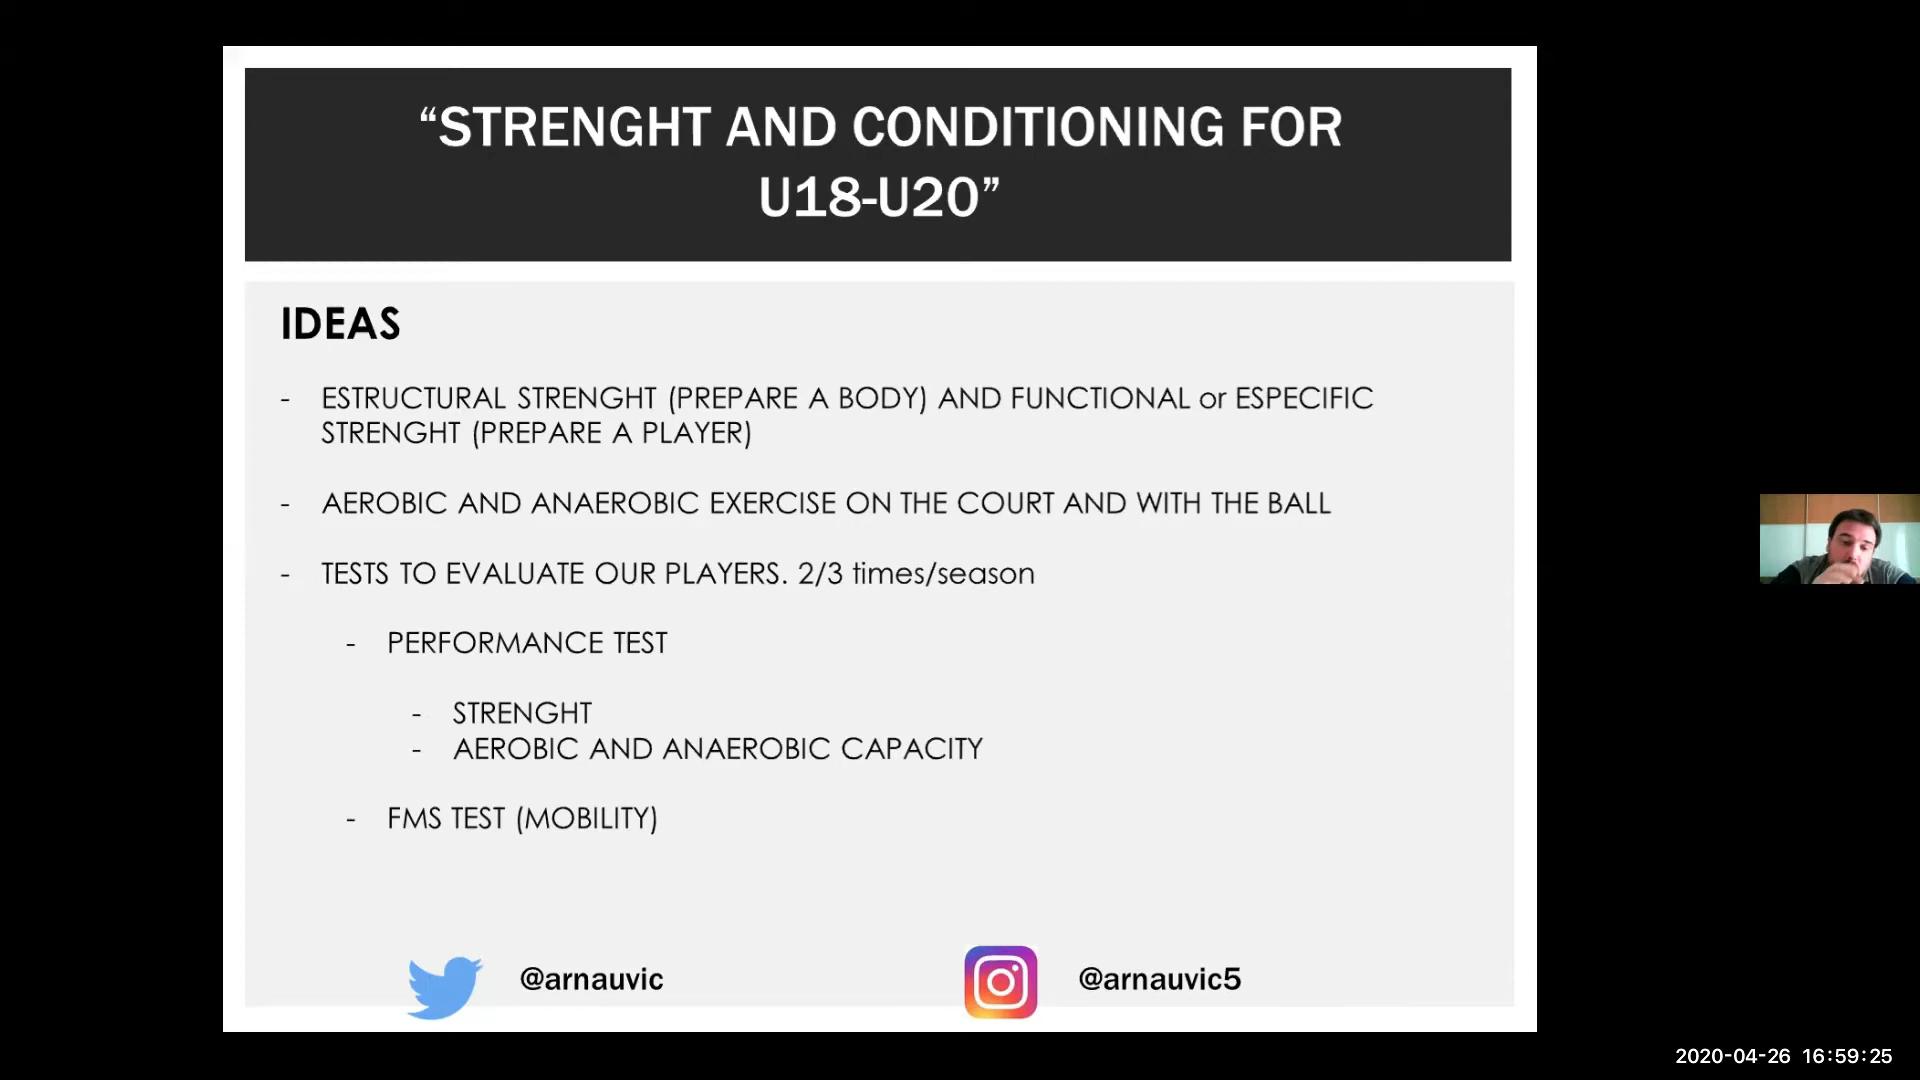 “STRENGHT AND CONDITIONING FOR
U18-U20”
IDEAS
- ESTRUCTURAL STRENGHT (PREPARE A BODY) AND FUNCTIONAL or ESPECIFIC
STRENGHT (PREPARE A PLAYER)
- AEROBIC AND ANAEROBIC EXERCISE ON THE COURT AND WITH THE BALL
- TESTS TO EVALUATE OUR PLAYERS. 2/3 times/season
- PERFORMANCE TEST
- STRENGHT
- AEROBIC AND ANAEROBIC CAPACITY
- FMS TEST (MOBILITY)
@arnauvic
@arnauvic5
2020-04-26 16:59:25